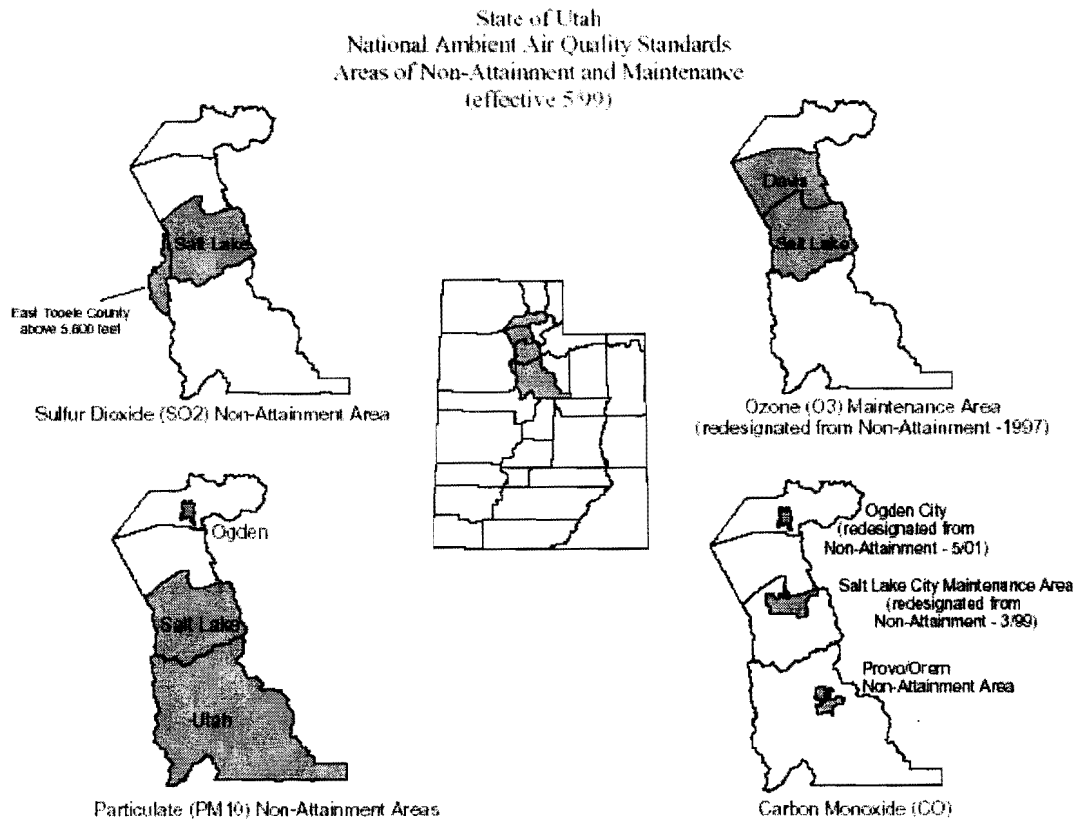 State of Utah
National Ambient Air Quality Standards
Areas of Non-Attainment and Maintenance
(effective 5/99)
Salt Lake
East Tooele County
above 5,600 feet
Sulfur Dioxide (SO2) Non-Attainment Area
Davis
Salt Lake
Ozone (O3) Maintenance Area
(redesignated from Non-Attainment -1997)
Ogden
Salt Lake
Utah
Particulate (PM10) Non-Attainment Areas
Ogden City
(redesignated from
Non-Attainment - 5/01)
Salt Lake City Maintenance Area
(redesignated from
Non-Attainment - 3/99)
Provo/Orem
Non-Attainment Area
Carbon Monoxide (CO)